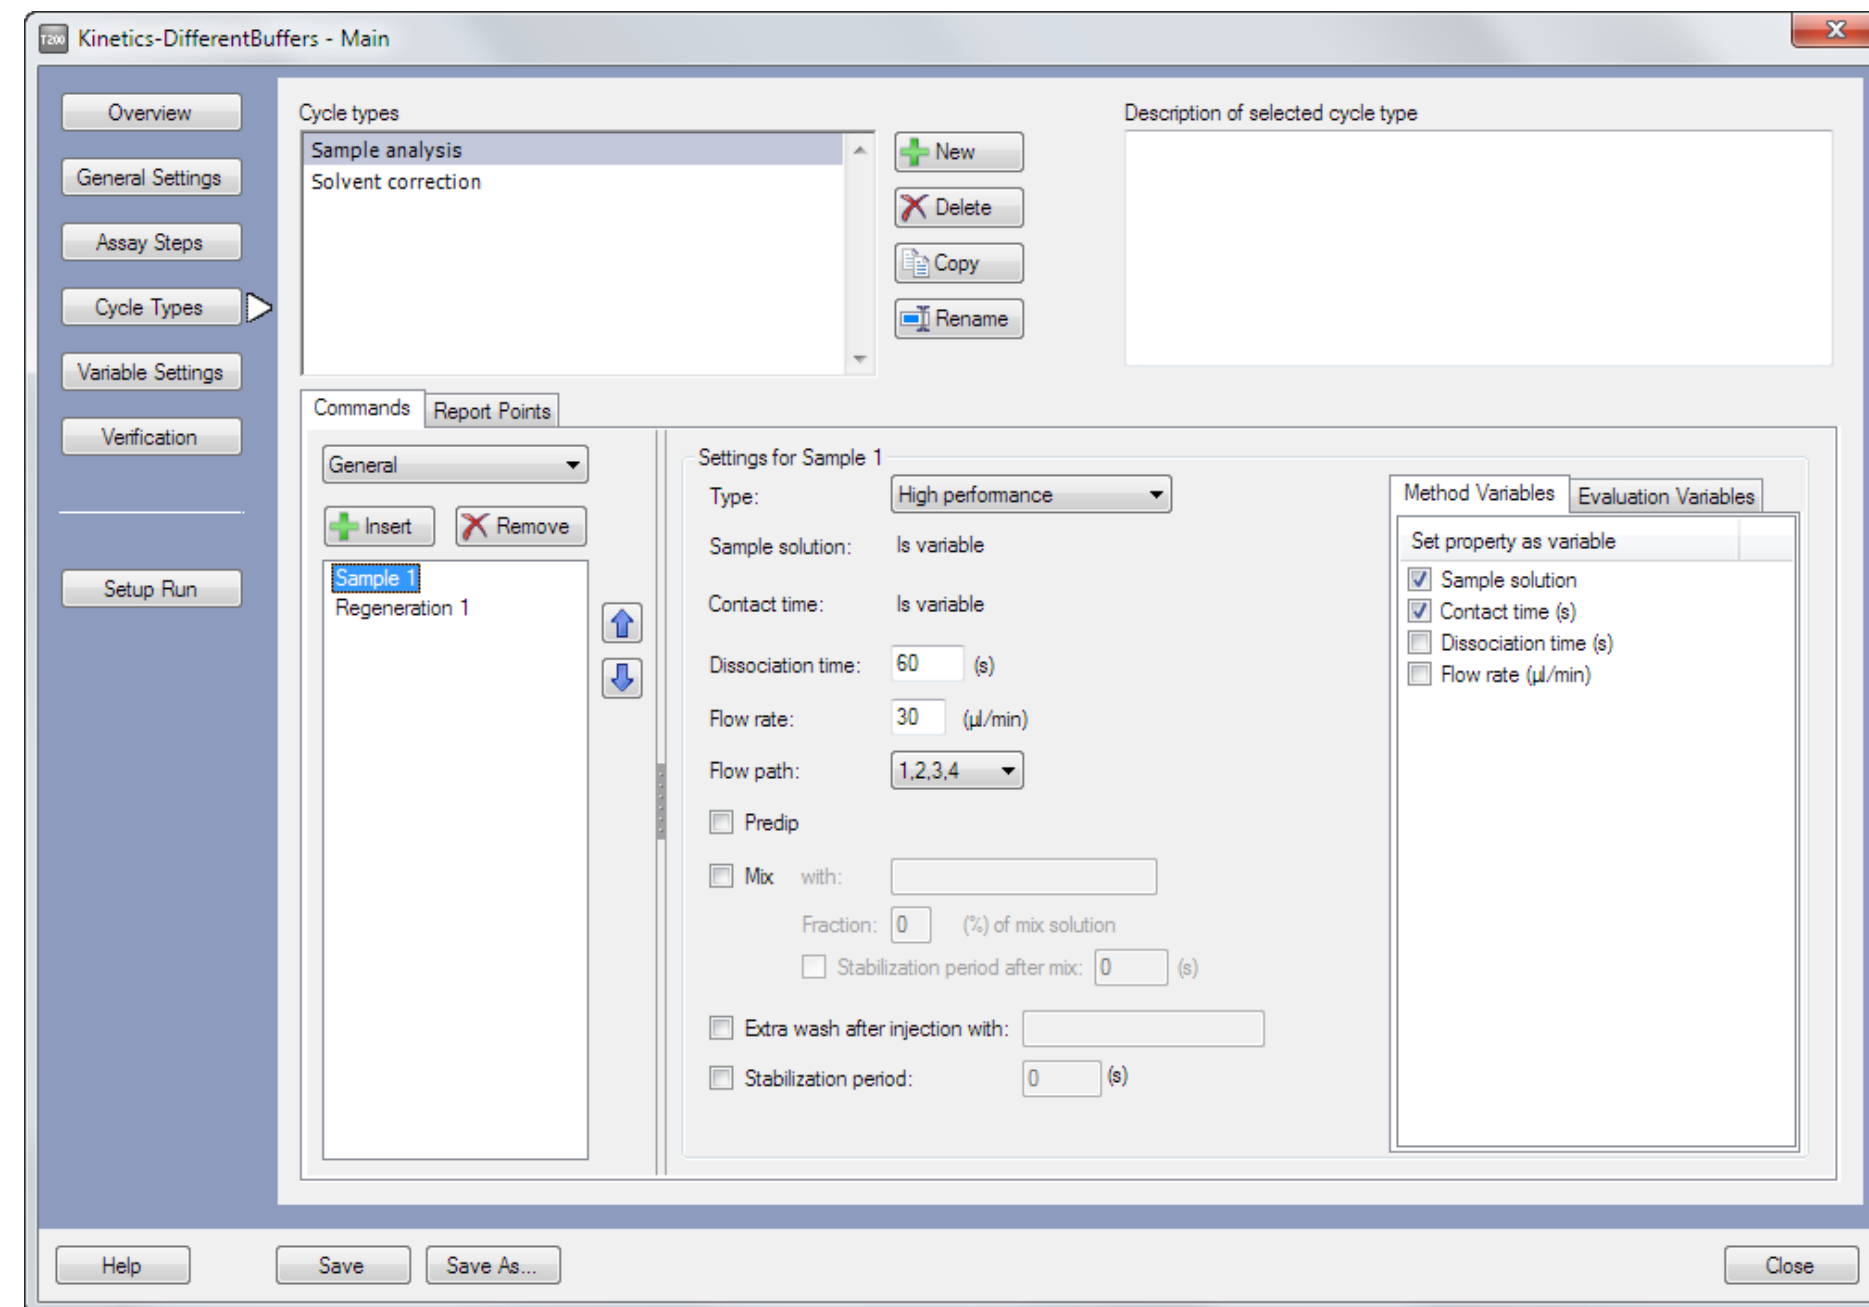 T200 Kinetics-DifferentBuffers - Main
x
Overview
General Settings
Assay Steps
Cycle Types
Variable Settings
Verification
Setup Run
Cycle types
Sample analysis
Solvent correction
New
Delete
Copy
Rename
Description of selected cycle type
Commands
Report Points
General
Insert
Remove
Sample 1
Regeneration 1
Settings for Sample 1
Type: High performance
Sample solution: Is variable
Contact time: Is variable
Dissociation time: 60 (s)
Flow rate: 30 (µl/min)
Flow path: 1,2,3,4
Predip
Mix with:
Fraction: 0 (%) of mix solution
Stabilization period after mix: 0 (s)
Extra wash after injection with:
Stabilization period: 0 (s)
Method Variables
Evaluation Variables
Set property as variable
Sample solution
Contact time (s)
Dissociation time (s)
Flow rate (µl/min)
Help
Save
Save As...
Close